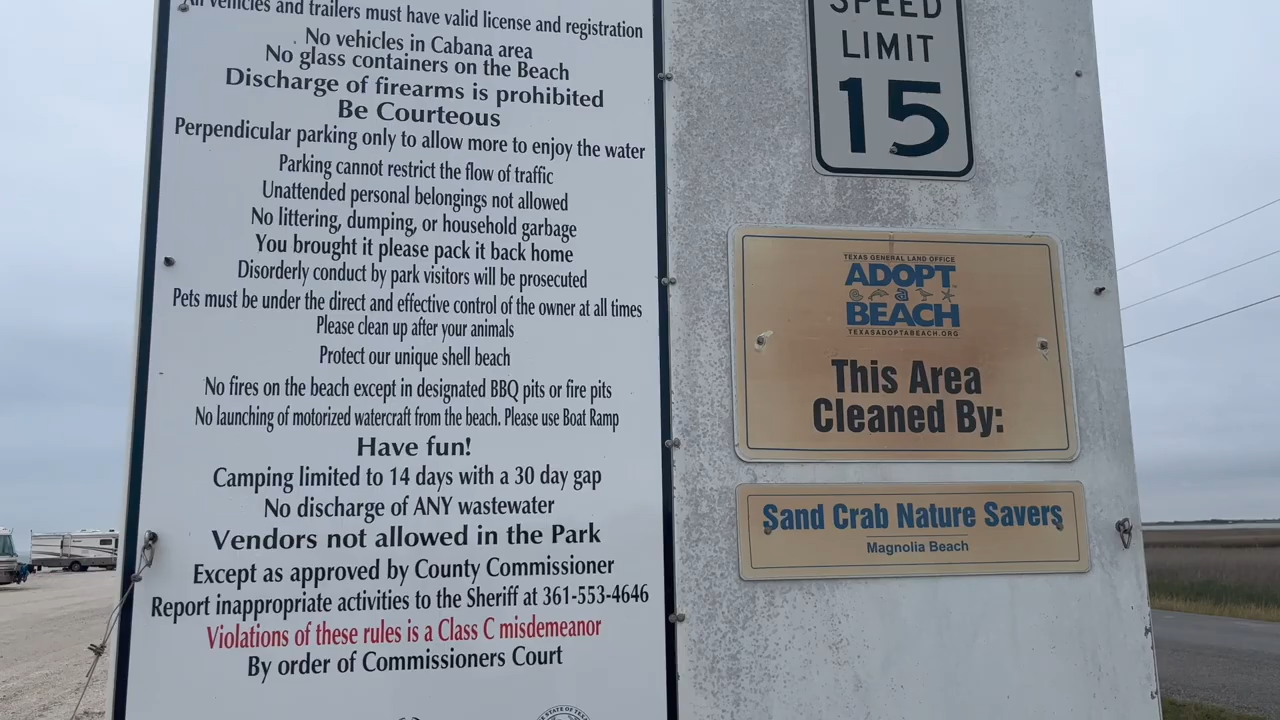 All vehicles and trailers must have valid license and registration
No vehicles in Cabana area
No glass containers on the Beach
Discharge of firearms is prohibited
Be Courteous
Perpendicular parking only to allow more to enjoy the water
Parking cannot restrict the flow of traffic
Unattended personal belongings not allowed
No littering, dumping, or household garbage
You brought it please pack it back home
Disorderly conduct by park visitors will be prosecuted
Pets must be under the direct and effective control of the owner at all times
Please clean up after your animals
Protect our unique shell beach
No fires on the beach except in designated BBQ pits or fire pits
No launching of motorized watercraft from the beach. Please use Boat Ramp
Have fun!
Camping limited to 14 days with a 30 day gap
No discharge of ANY wastewater
Vendors not allowed in the Park
Except as approved by County Commissioner
Report inappropriate activities to the Sheriff at 361-553-4646
Violations of these rules is a Class C misdemeanor
By order of Commissioners Court
SPEED
LIMIT
15
TEXAS GENERAL LAND OFFICE
ADOPT
a
BEACH
TEXASADOPTABEACH.ORG
This Area
Cleaned By:
Sand Crab Nature Savers
Magnolia Beach